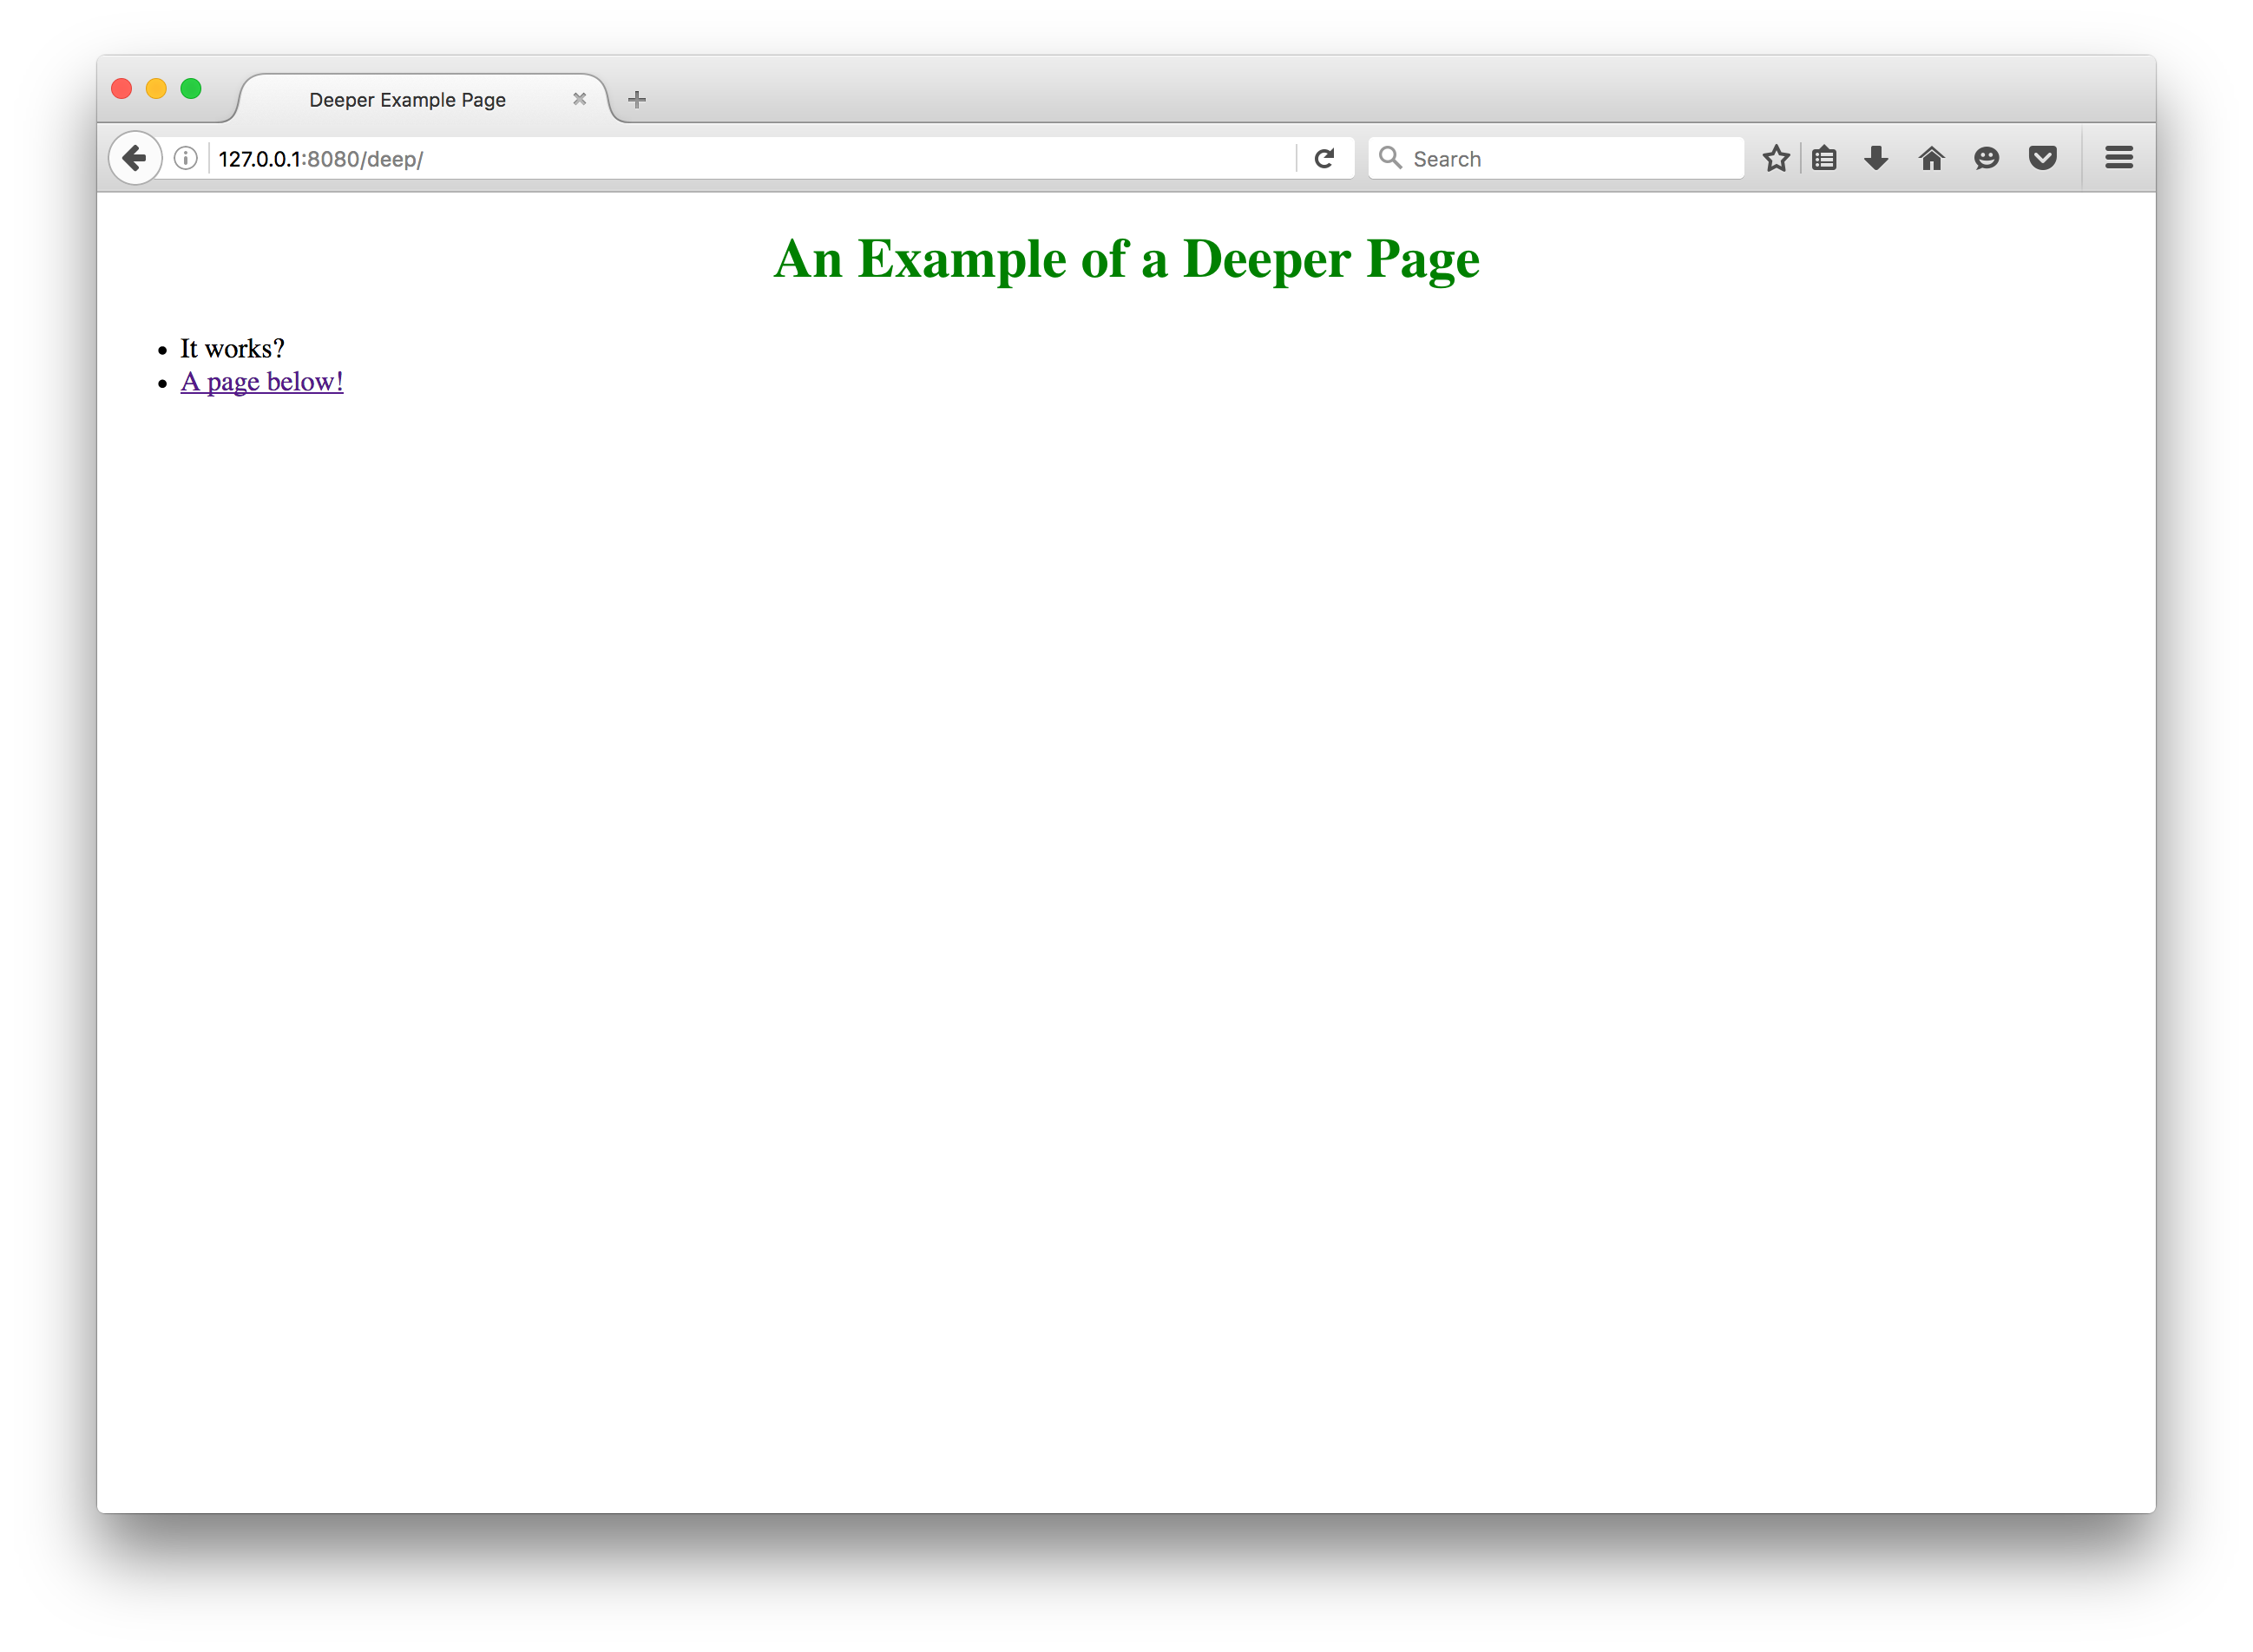 Deeper Example Page
127.0.0.1:8080/deep/
Search
An Example of a Deeper Page
It works?
A page below!